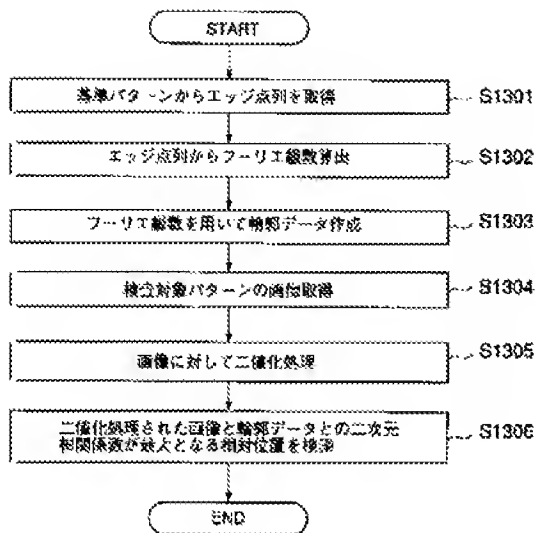 START
基準パターンからエッジ点列を取得
S1301
エッジ点列からフーリエ級数算出
S1302
フーリエ級数を用いて輪郭データ作成
S1303
検査対象パターンの画像取得
S1304
画像に対して二値化処理
S1305
二値化処理された画像と輪郭データとの二次元
相関係数が最大となる相対位置を検索
S1306
END